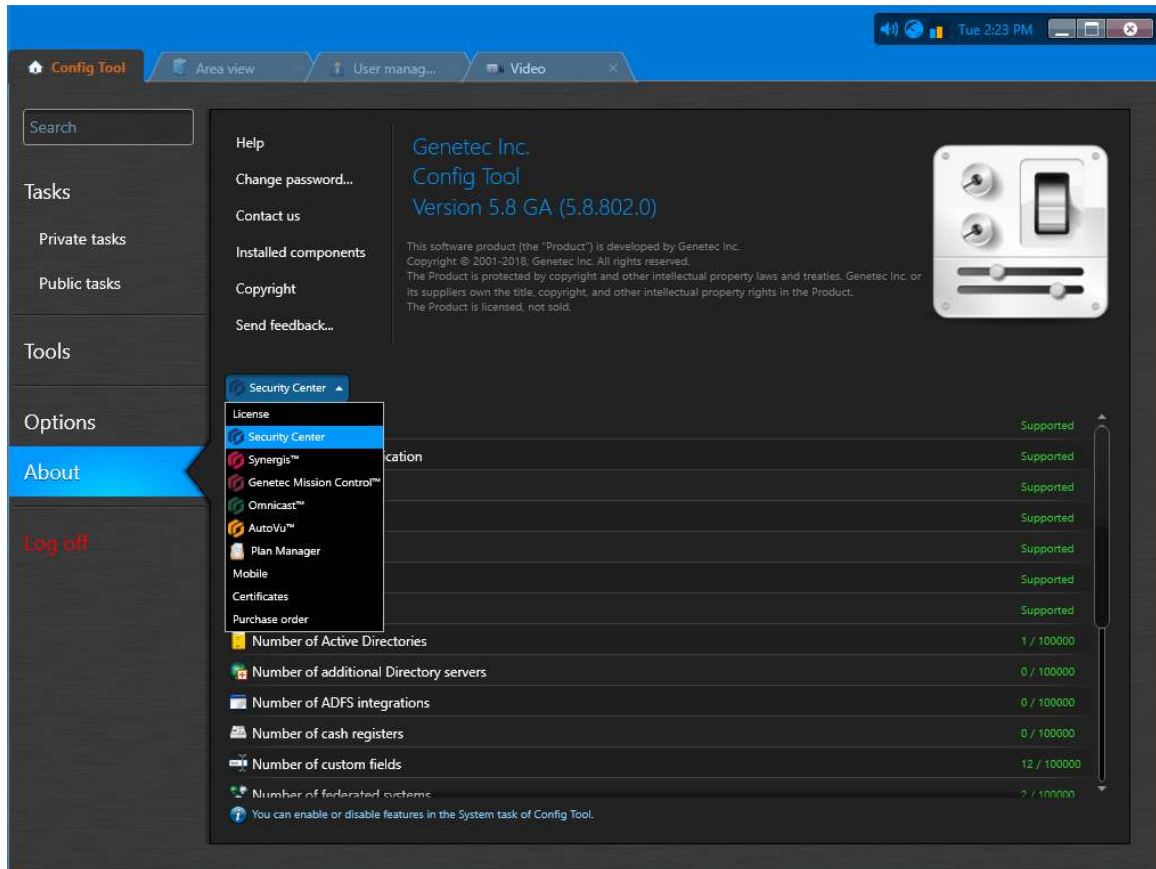 Tue 2:23 PM
Config Tool
Area view
User manag...
Video
Search
Tasks
Private tasks
Public tasks
Tools
Options
About
Log off
Help
Change password...
Contact us
Installed components
Copyright
Send feedback...
Genetec Inc.
Config Tool
Version 5.8 GA (5.8.802.0)
This software product (the "Product") is developed by Genetec Inc.
Copyright © 2001-2018, Genetec Inc. All rights reserved.
The Product is protected by copyright and other intellectual property laws and treaties. Genetec Inc. or
its suppliers own the title, copyright, and other intellectual property rights in the Product.
The Product is licensed, not sold.
Security Center
License
Security Center
Synergis™
Genetec Mission Control™
Omnicast™
AutoVu™
Plan Manager
Mobile
Certificates
Purchase order
Supported
cation Supported
Supported
Supported
Supported
Supported
Supported
Number of Active Directories 1 / 100000
Number of additional Directory servers 0 / 100000
Number of ADFS integrations 0 / 100000
Number of cash registers 0 / 100000
Number of custom fields 12 / 100000
Number of federated systems 2 / 100000
You can enable or disable features in the System task of Config Tool.